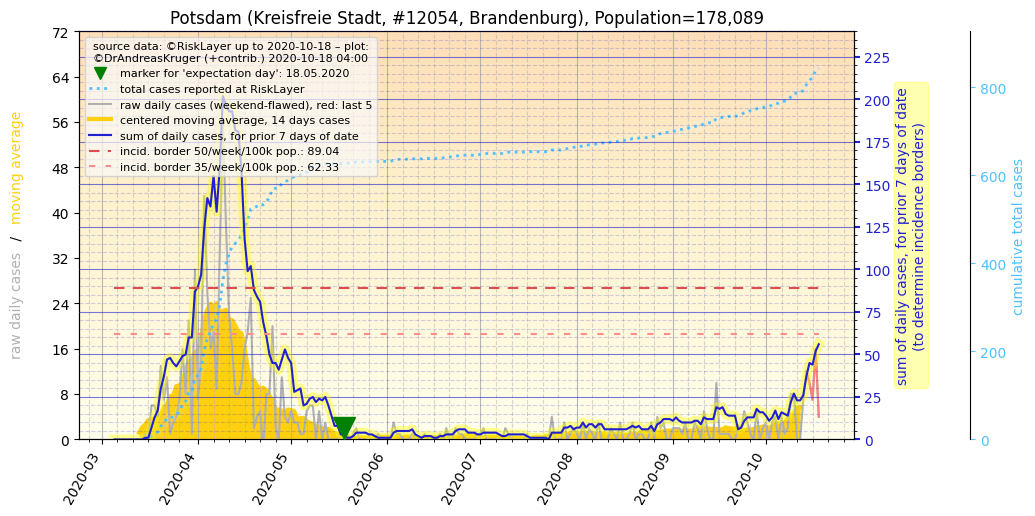 Potsdam (Kreisfreie Stadt, #12054, Brandenburg), Population=178,089
source data: ©RiskLayer up to 2020-10-18 – plot:
©DrAndreasKruger (+contrib.) 2020-10-18 04:00
marker for 'expectation day': 18.05.2020
total cases reported at RiskLayer
raw daily cases (weekend-flawed), red: last 5
centered moving average, 14 days cases
sum of daily cases, for prior 7 days of date
incid. border 50/week/100k pop.: 89.04
incid. border 35/week/100k pop.: 62.33
raw daily cases / moving average
72
64
56
48
40
32
24
16
8
0
2020-03
2020-04
2020-05
2020-06
2020-07
2020-08
2020-09
2020-10
225
200
175
150
125
100
75
50
25
0
sum of daily cases, for prior 7 days of date
(to determine incidence borders)
800
600
400
200
0
cumulative total cases